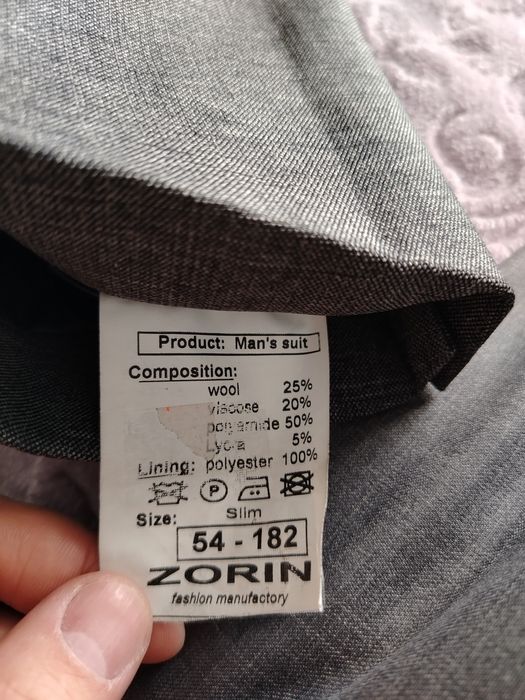 Product: Man's suit
Composition:
wool 25%
viscose 20%
polyamide 50%
Lycra 5%
Lining: polyester 100%
P
Size: Slim
54 - 182
ZORIN
fashion manufactory